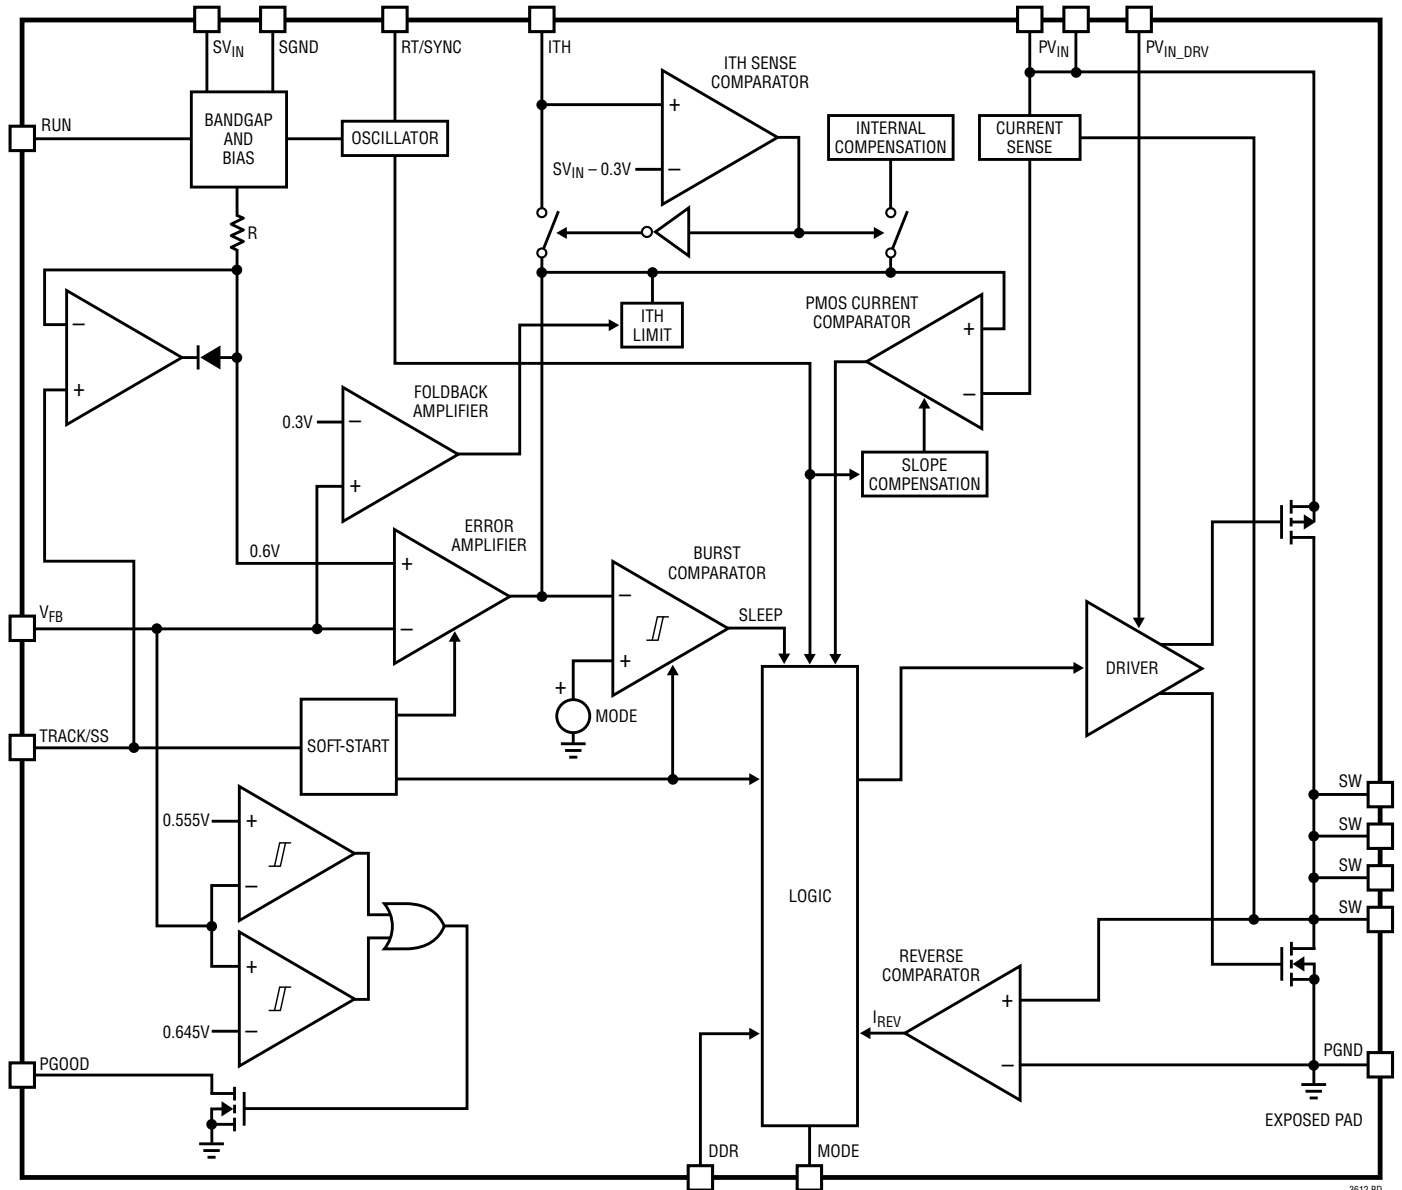 SVIN
SGND
RT/SYNC
ITH
PVIN
PVIN_DRV
ITH SENSE
COMPARATOR
RUN
BANDGAP
AND
BIAS
OSCILLATOR
+
INTERNAL
COMPENSATION
CURRENT
SENSE
SVIN – 0.3V
–
R
ITH
LIMIT
PMOS CURRENT
COMPARATOR
+
–
–
+
FOLDBACK
AMPLIFIER
0.3V
–
+
SLOPE
COMPENSATION
ERROR
AMPLIFIER
0.6V
+
–
BURST
COMPARATOR
–
+
SLEEP
VFB
DRIVER
+
MODE
TRACK/SS
SOFT-START
SW
SW
SW
SW
0.555V
+
–
LOGIC
+
0.645V
–
REVERSE
COMPARATOR
+
–
IREV
PGOOD
PGND
EXPOSED PAD
DDR
MODE
3612 BD